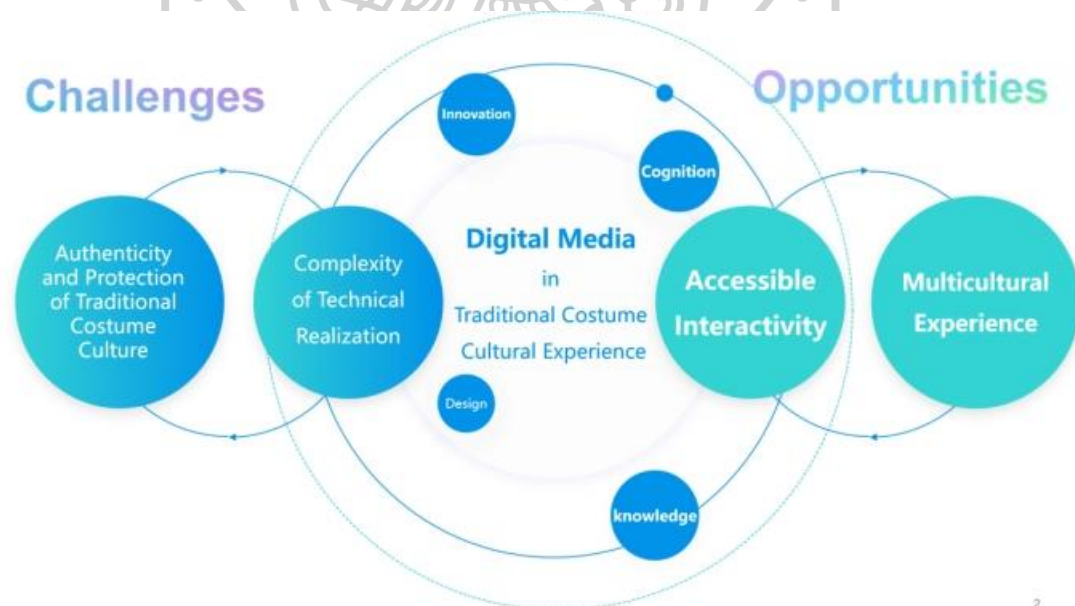 Challenges
Opportunities
Innovation
Cognition
Authenticity
and Protection
of Traditional
Costume
Culture
Complexity
of Technical
Realization
Digital Media
in
Traditional Costume
Cultural Experience
Accessible
Interactivity
Multicultural
Experience
Design
knowledge
2